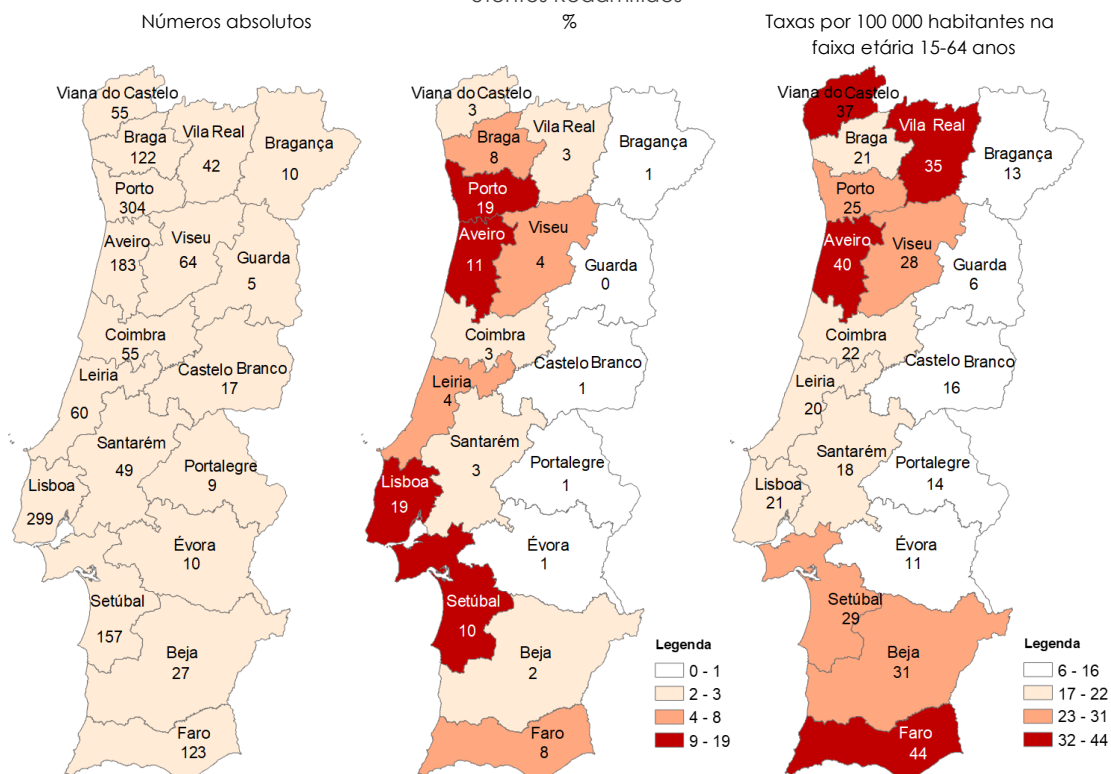 Utentes Readmitidos
Números absolutos
%
Taxas por 100 000 habitantes na
faixa etária 15-64 anos
Viana do Castelo
55
Braga
122
Vila Real
42
Bragança
10
Porto
304
Aveiro
183
Viseu
64
Guarda
5
Coimbra
55
Leiria
60
Castelo Branco
17
Santarém
49
Portalegre
9
Lisboa
299
Évora
10
Setúbal
157
Beja
27
Faro
123
Viana do Castelo
3
Braga
8
Vila Real
3
Bragança
1
Porto
19
Aveiro
11
Viseu
4
Guarda
0
Coimbra
3
Castelo Branco
1
Leiria
4
Santarém
3
Portalegre
1
Lisboa
19
Évora
1
Setúbal
10
Beja
2
Faro
8
Legenda
0 - 1
2 - 3
4 - 8
9 - 19
Viana do Castelo
37
Braga
21
Vila Real
35
Bragança
13
Porto
25
Aveiro
40
Viseu
28
Guarda
6
Coimbra
22
Castelo Branco
16
Leiria
20
Santarém
18
Portalegre
14
Lisboa
21
Évora
11
Setúbal
29
Beja
31
Faro
44
Legenda
6 - 16
17 - 22
23 - 31
32 - 44